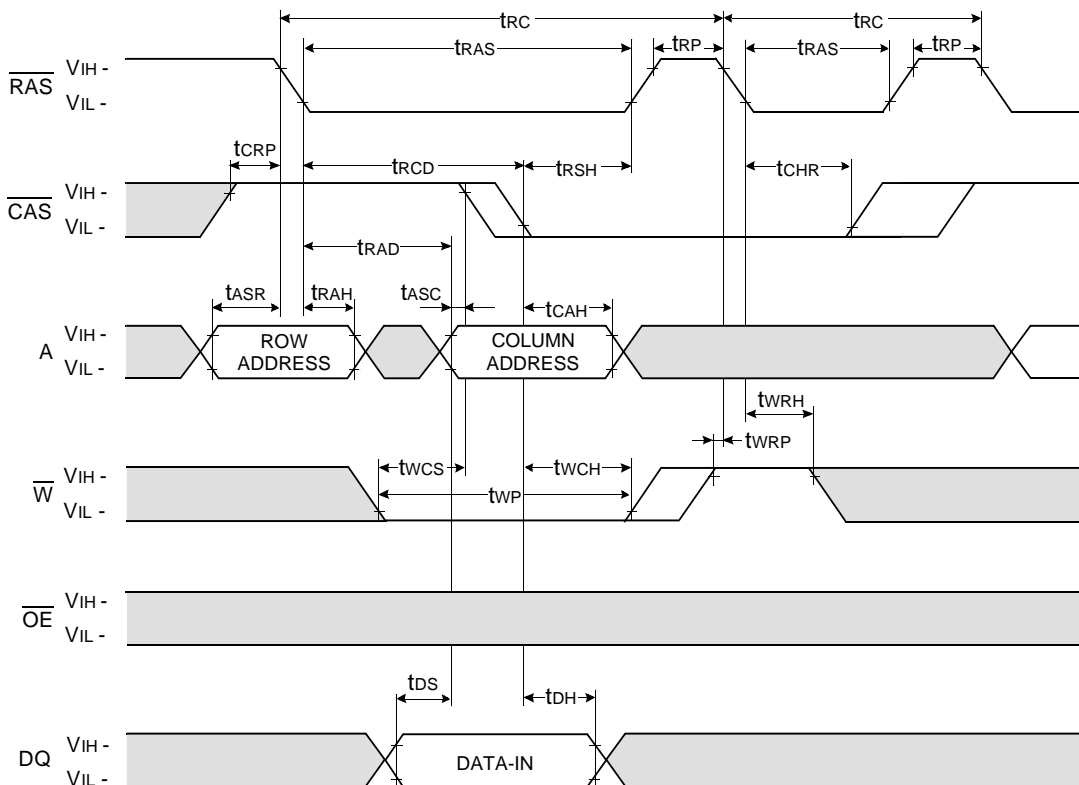 tRC tRC
tRAS tRP tRAS tRP
RAS VIH -
VIL -
tCRP tRCD tRSH tCHR
CAS VIH -
VIL -
tRAD
tASR tRAH tASC tCAH
A VIH -
VIL -
ROW ADDRESS
COLUMN ADDRESS
tWRH
tWRP
W VIH -
VIL -
tWCS tWCH
tWP
OE VIH -
VIL -
tDS tDH
DQ VIH -
VIL -
DATA-IN